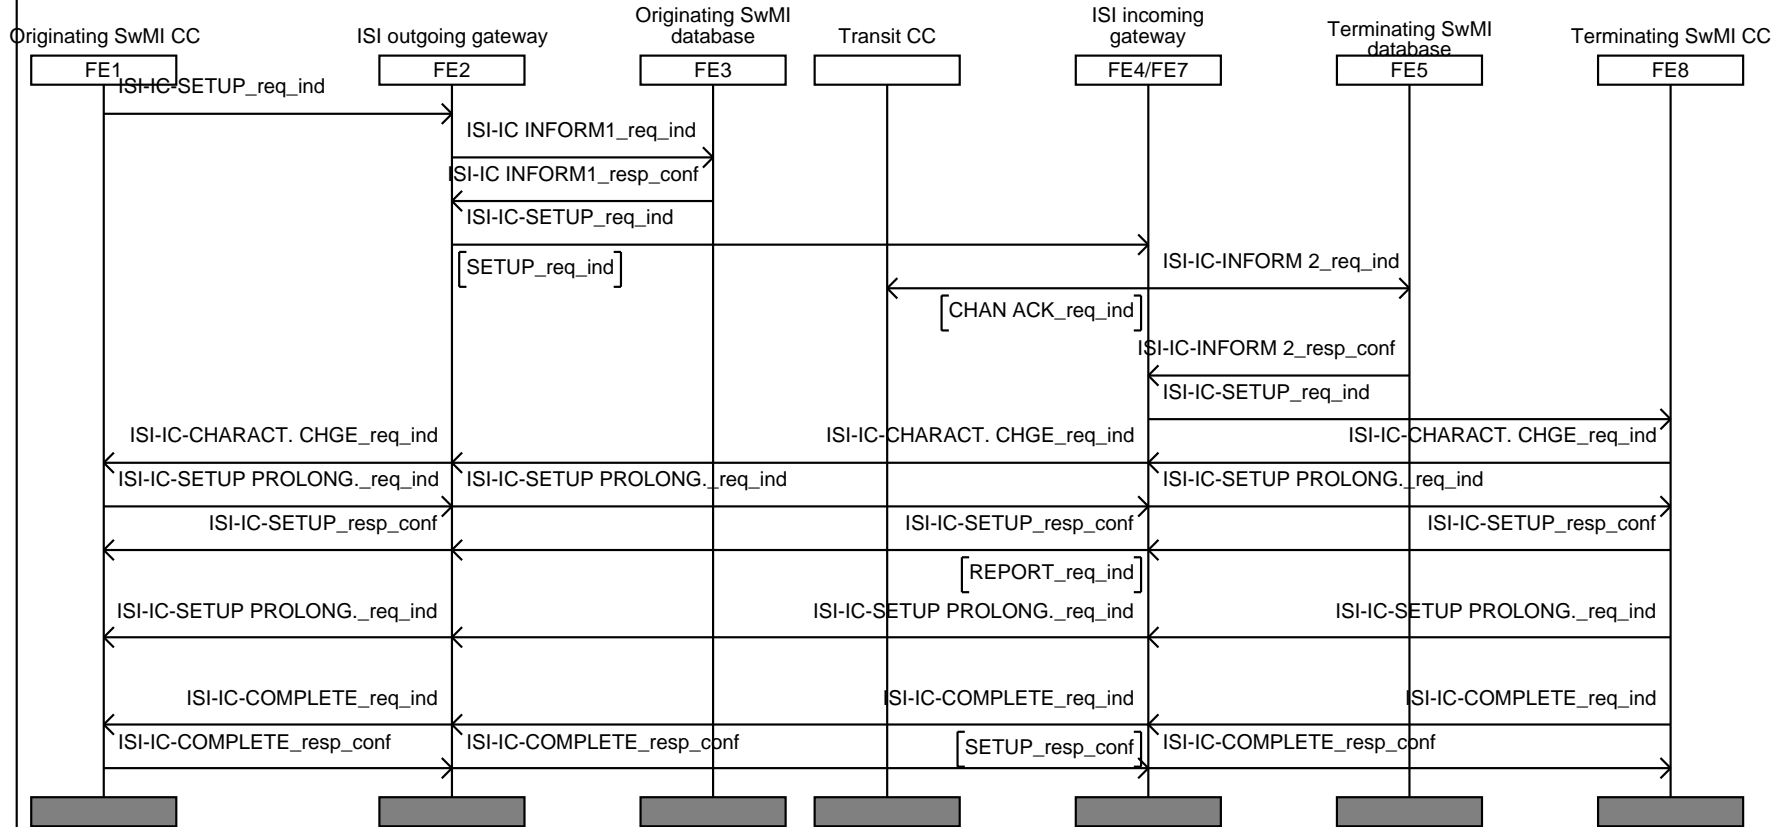 Originating SwMI CC
ISI outgoing gateway
Originating SwMI
database
Transit CC
ISI incoming
gateway
Terminating SwMI
database
Terminating SwMI CC
FE1
FE2
FE3
FE4/FE7
FE5
FE8
ISI-IC-SETUP_req_ind
ISI-IC INFORM1_req_ind
ISI-IC INFORM1_resp_conf
ISI-IC-SETUP_req_ind
SETUP_req_ind
ISI-IC-INFORM 2_req_ind
CHAN ACK_req_ind
ISI-IC-INFORM 2_resp_conf
ISI-IC-SETUP_req_ind
ISI-IC-CHARACT. CHGE_req_ind
ISI-IC-CHARACT. CHGE_req_ind
ISI-IC-CHARACT. CHGE_req_ind
ISI-IC-SETUP PROLONG._req_ind
ISI-IC-SETUP PROLONG._req_ind
ISI-IC-SETUP PROLONG._req_ind
ISI-IC-SETUP_resp_conf
ISI-IC-SETUP_resp_conf
ISI-IC-SETUP_resp_conf
REPORT_req_ind
ISI-IC-SETUP PROLONG._req_ind
ISI-IC-SETUP PROLONG._req_ind
ISI-IC-SETUP PROLONG._req_ind
ISI-IC-COMPLETE_req_ind
ISI-IC-COMPLETE_req_ind
ISI-IC-COMPLETE_req_ind
ISI-IC-COMPLETE_resp_conf
ISI-IC-COMPLETE_resp_conf
SETUP_resp_conf
ISI-IC-COMPLETE_resp_conf